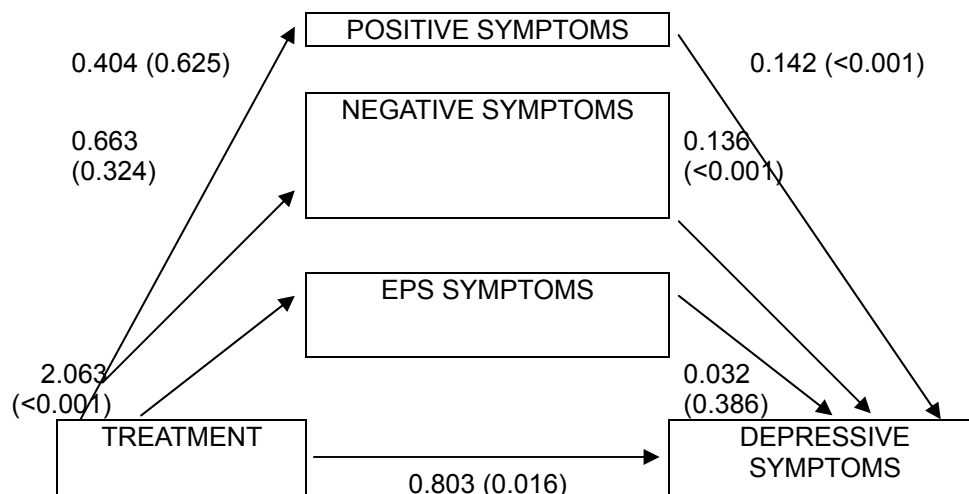 POSITIVE SYMPTOMS
0.404 (0.625)
0.142 (<0.001)
NEGATIVE SYMPTOMS
0.663
(0.324)
0.136
(<0.001)
EPS SYMPTOMS
2.063
(<0.001)
0.032
(0.386)
TREATMENT
DEPRESSIVE
SYMPTOMS
0.803 (0.016)